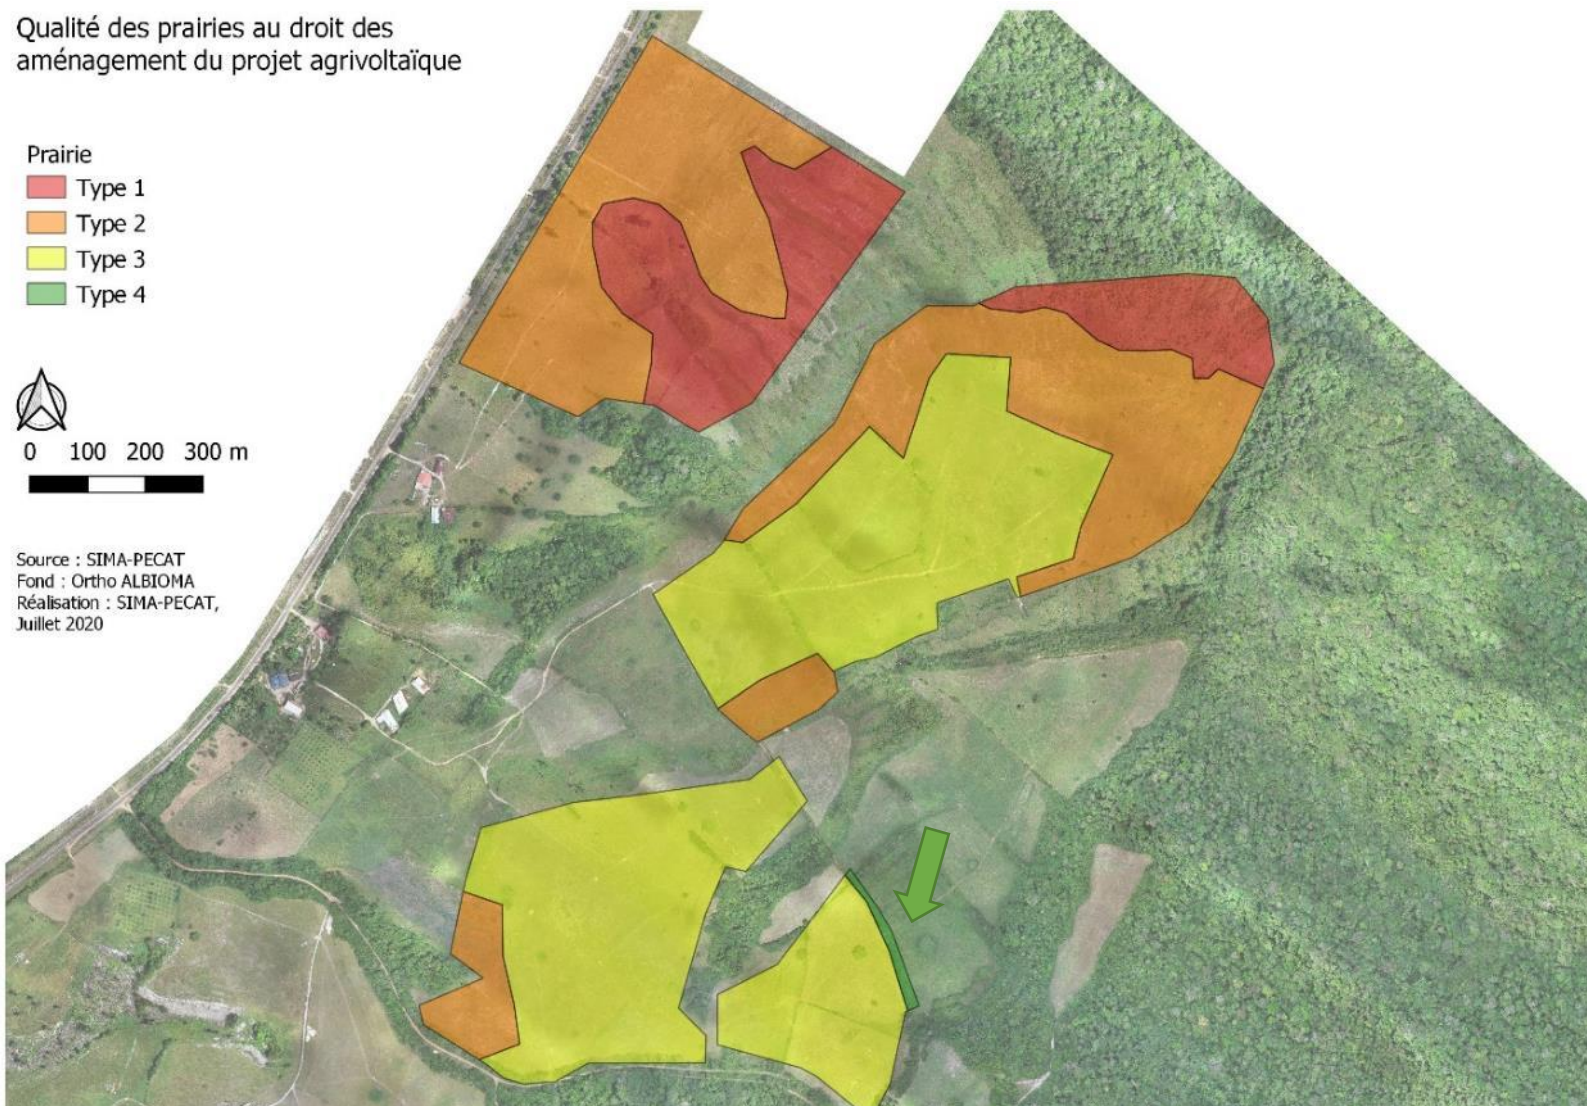 Qualité des prairies au droit des
aménagement du projet agrivoltaïque
Prairie
Type 1
Type 2
Type 3
Type 4
0 100 200 300 m
Source : SIMA-PECAT
Fond : Ortho ALBIOMA
Réalisation : SIMA-PECAT,
Juillet 2020